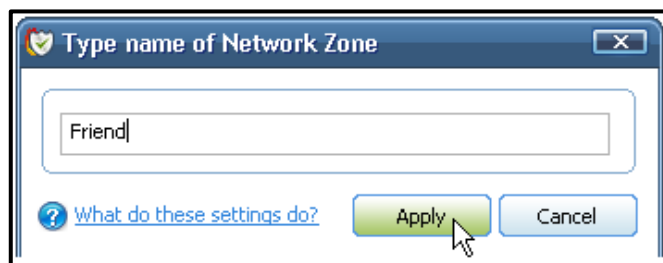 Type name of Network Zone
Friend
What do these settings do?
Apply
Cancel